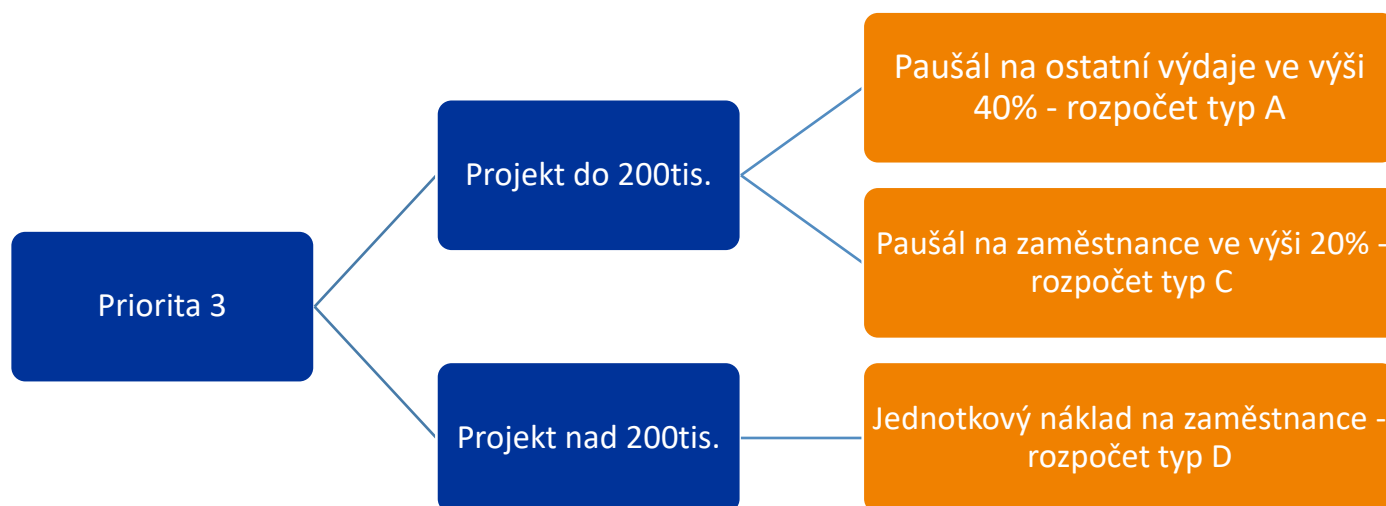 Priorita 3
Projekt do 200tis.
Paušál na ostatní výdaje ve výši
40% - rozpočet typ A
Paušál na zaměstnance ve výši 20% -
rozpočet typ C
Projekt nad 200tis.
Jednotkový náklad na zaměstnance -
rozpočet typ D